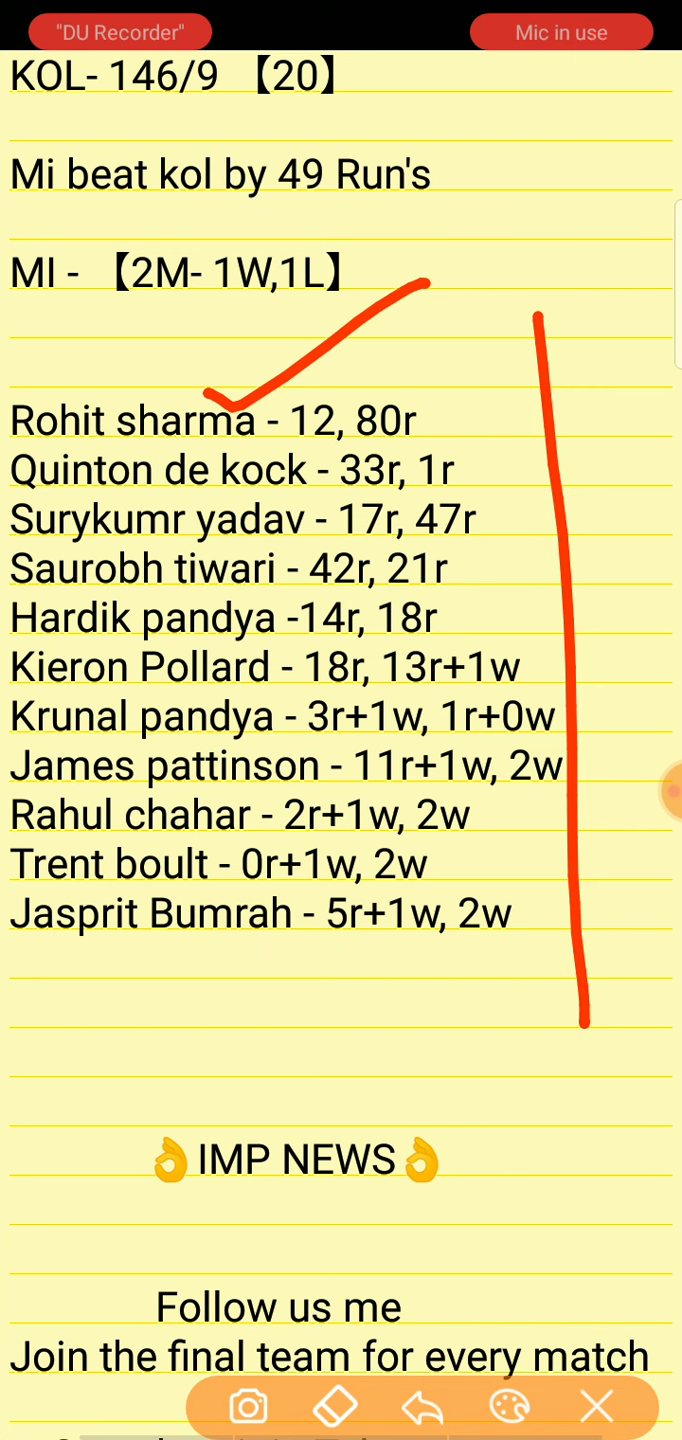 "DU Recorder" Mic in use
KOL- 146/9 【20】
Mi beat kol by 49 Run's
MI - 【2M- 1W,1L】
Rohit sharma - 12, 80r
Quinton de kock - 33r, 1r
Surykumr yadav - 17r, 47r
Saurobh tiwari - 42r, 21r
Hardik pandya -14r, 18r
Kieron Pollard - 18r, 13r+1w
Krunal pandya - 3r+1w, 1r+0w
James pattinson - 11r+1w, 2w
Rahul chahar - 2r+1w, 2w
Trent boult - 0r+1w, 2w
Jasprit Bumrah - 5r+1w, 2w
👌IMP NEWS👌
Follow us me
Join the final team for every match